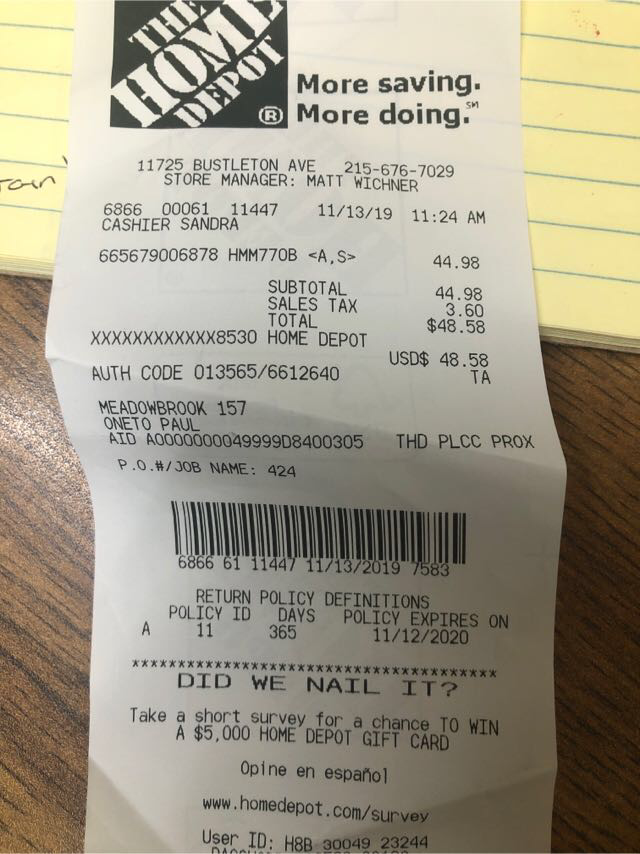 THE
HOME
DEPOT
®
More saving.
More doing.℠
11725 BUSTLETON AVE 215-676-7029
STORE MANAGER: MATT WICHNER
6866 00061 11447 11/13/19 11:24 AM
CASHIER SANDRA
665679006878 HMM770B <A,S> 44.98
SUBTOTAL 44.98
SALES TAX 3.60
TOTAL $48.58
XXXXXXXXXXXX8530 HOME DEPOT
USD$ 48.58
AUTH CODE 013565/6612640 TA
MEADOWBROOK 157
ONETO PAUL
AID A0000000049999D8400305 THD PLCC PROX
P.O.#/JOB NAME: 424
6866 61 11447 11/13/2019 7583
RETURN POLICY DEFINITIONS
POLICY ID DAYS POLICY EXPIRES ON
A 11 365 11/12/2020
****************************************
DID WE NAIL IT?
Take a short survey for a chance TO WIN
A $5,000 HOME DEPOT GIFT CARD
Opine en español
www.homedepot.com/survey
User ID: H8B 30049 23244